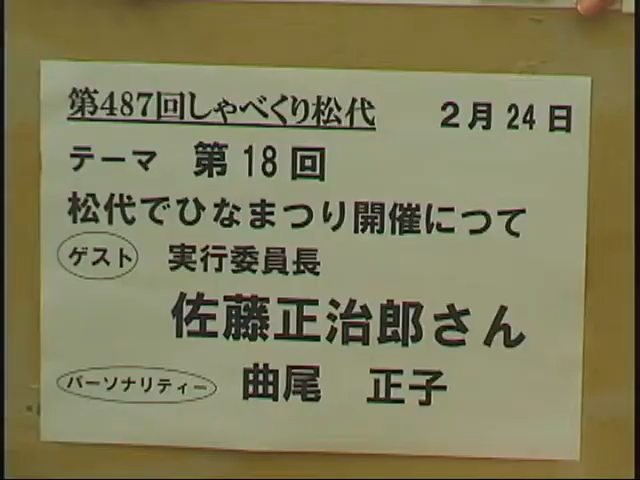 第487回しゃべくり松代 2月24日
テーマ 第18回
松代でひなまつり開催につて
ゲスト 実行委員長
佐藤正治郎さん
パーソナリティー 曲尾 正子